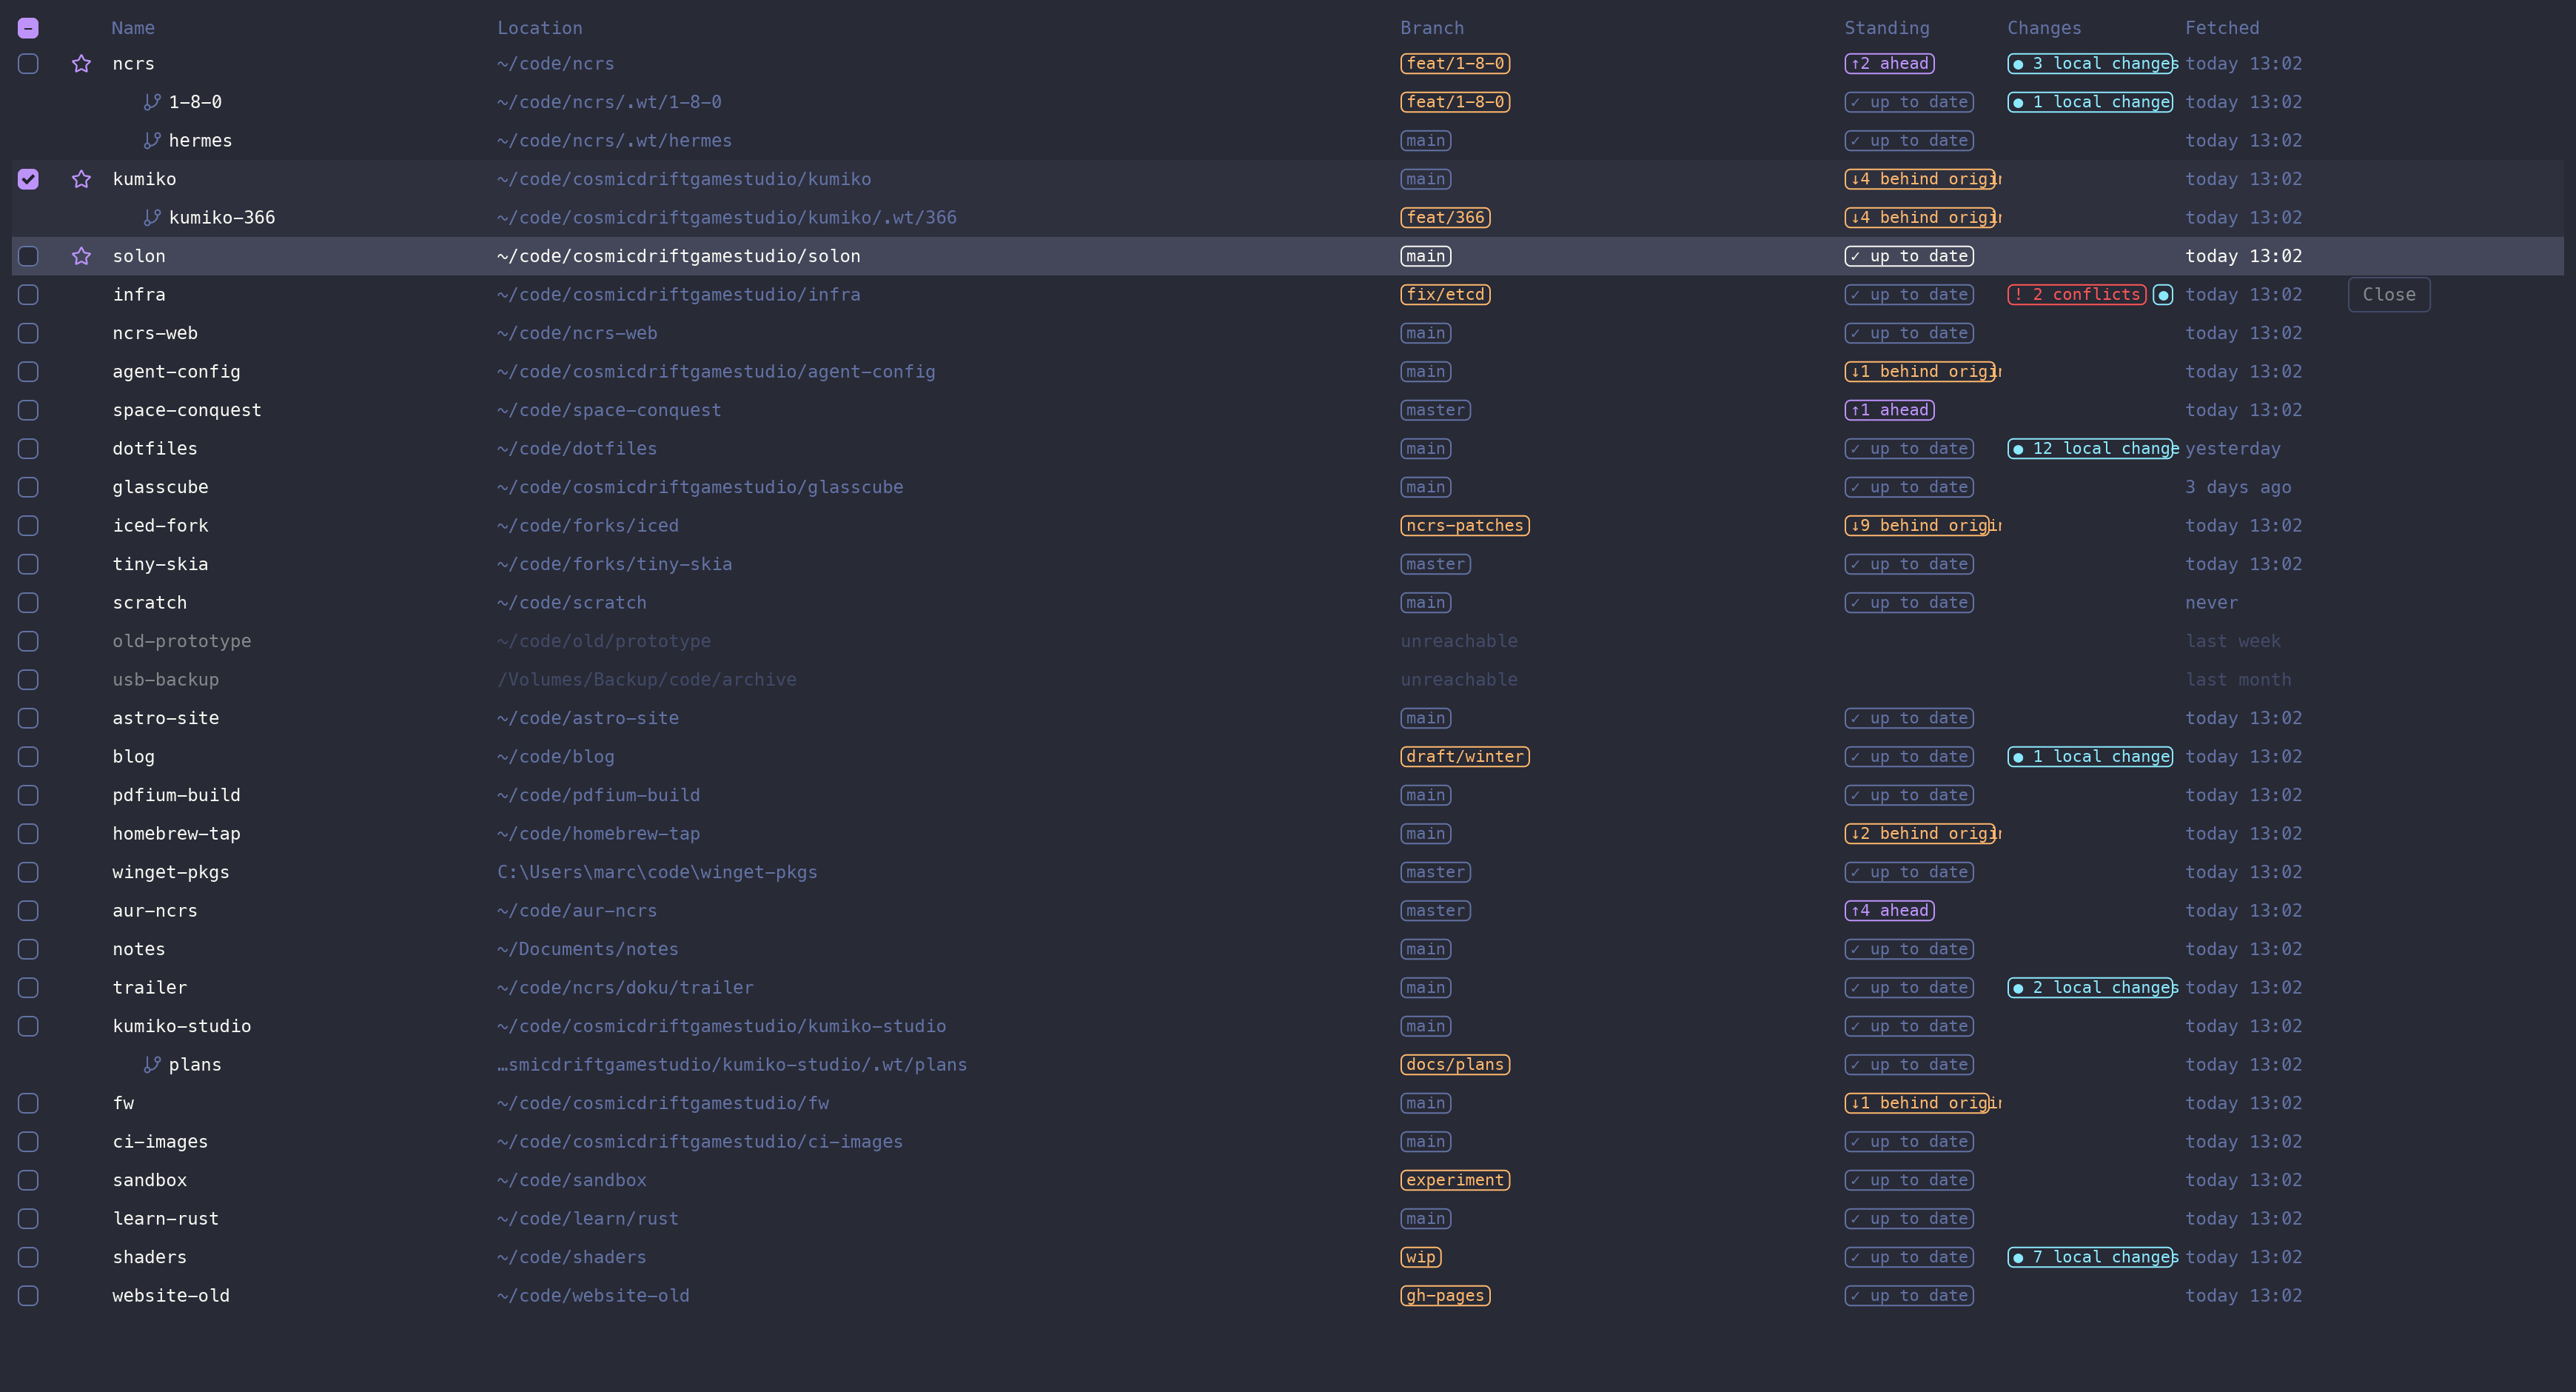 Name Location Branch Standing Changes Fetched
ncrs ~/code/ncrs feat/1-8-0 ↑2 ahead ● 3 local changes today 13:02
1-8-0 ~/code/ncrs/.wt/1-8-0 feat/1-8-0 ✓ up to date ● 1 local change today 13:02
hermes ~/code/ncrs/.wt/hermes main ✓ up to date today 13:02
kumiko ~/code/cosmicdriftgamestudio/kumiko main ↓4 behind origin today 13:02
kumiko-366 ~/code/cosmicdriftgamestudio/kumiko/.wt/366 feat/366 ↓4 behind origin today 13:02
solon ~/code/cosmicdriftgamestudio/solon main ✓ up to date today 13:02
infra ~/code/cosmicdriftgamestudio/infra fix/etcd ✓ up to date ! 2 conflicts ● today 13:02 Close
ncrs-web ~/code/ncrs-web main ✓ up to date today 13:02
agent-config ~/code/cosmicdriftgamestudio/agent-config main ↓1 behind origin today 13:02
space-conquest ~/code/space-conquest master ↑1 ahead today 13:02
dotfiles ~/code/dotfiles main ✓ up to date ● 12 local change yesterday
glasscube ~/code/cosmicdriftgamestudio/glasscube main ✓ up to date 3 days ago
iced-fork ~/code/forks/iced ncrs-patches ↓9 behind origin today 13:02
tiny-skia ~/code/forks/tiny-skia master ✓ up to date today 13:02
scratch ~/code/scratch main ✓ up to date never
old-prototype ~/code/old/prototype unreachable last week
usb-backup /Volumes/Backup/code/archive unreachable last month
astro-site ~/code/astro-site main ✓ up to date today 13:02
blog ~/code/blog draft/winter ✓ up to date ● 1 local change today 13:02
pdfium-build ~/code/pdfium-build main ✓ up to date today 13:02
homebrew-tap ~/code/homebrew-tap main ↓2 behind origin today 13:02
winget-pkgs C:\Users\marc\code\winget-pkgs master ✓ up to date today 13:02
aur-ncrs ~/code/aur-ncrs master ↑4 ahead today 13:02
notes ~/Documents/notes main ✓ up to date today 13:02
trailer ~/code/ncrs/doku/trailer main ✓ up to date ● 2 local changes today 13:02
kumiko-studio ~/code/cosmicdriftgamestudio/kumiko-studio main ✓ up to date today 13:02
plans …smicdriftgamestudio/kumiko-studio/.wt/plans docs/plans ✓ up to date today 13:02
fw ~/code/cosmicdriftgamestudio/fw main ↓1 behind origin today 13:02
ci-images ~/code/cosmicdriftgamestudio/ci-images main ✓ up to date today 13:02
sandbox ~/code/sandbox experiment ✓ up to date today 13:02
learn-rust ~/code/learn/rust main ✓ up to date today 13:02
shaders ~/code/shaders wip ✓ up to date ● 7 local changes today 13:02
website-old ~/code/website-old gh-pages ✓ up to date today 13:02